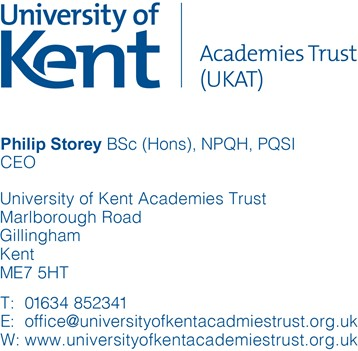 University of
Kent
Academies Trust
(UKAT)
Philip Storey BSc (Hons), NPQH, PQSI
CEO
University of Kent Academies Trust
Marlborough Road
Gillingham
Kent
ME7 5HT
T: 01634 852341
E: office@universityofkentacadmiestrust.org.uk
W: www.universityofkentacademiestrust.org.uk